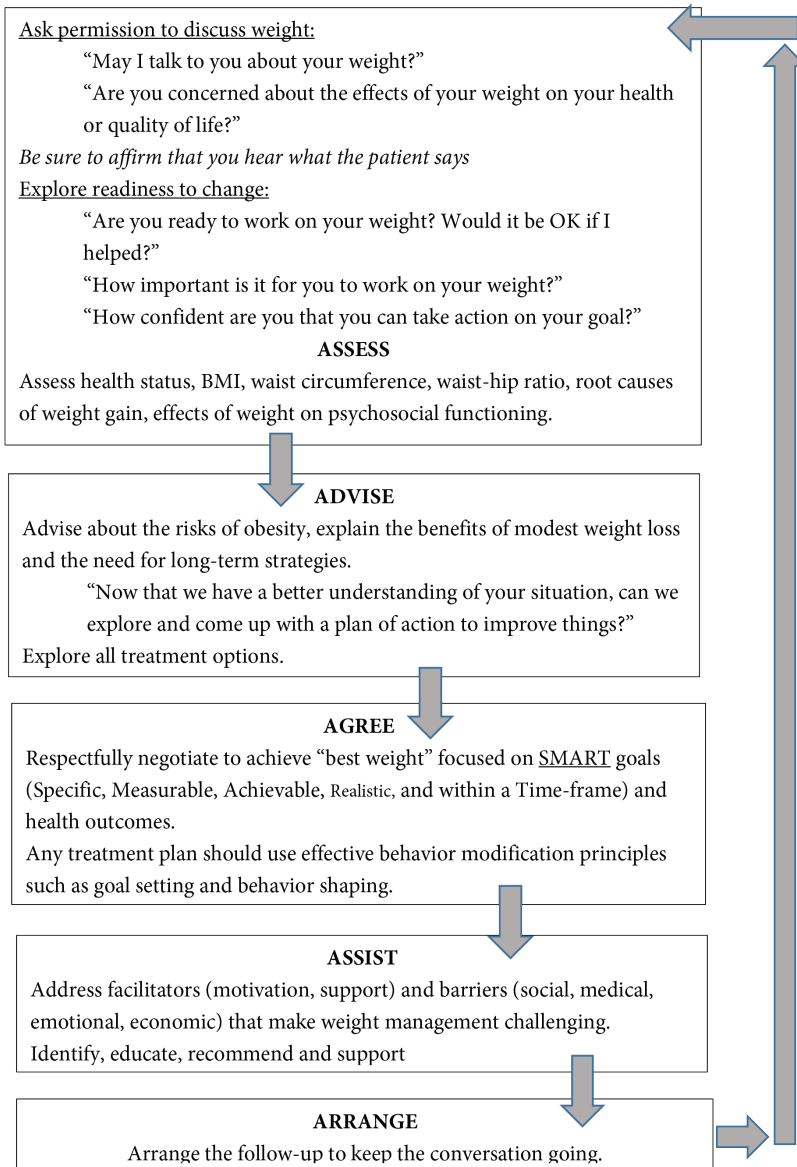 Ask permission to discuss weight:
“May I talk to you about your weight?”
“Are you concerned about the effects of your weight on your health
or quality of life?”
Be sure to affirm that you hear what the patient says
Explore readiness to change:
“Are you ready to work on your weight? Would it be OK if I
helped?”
“How important is it for you to work on your weight?”
“How confident are you that you can take action on your goal?”
ASSESS
Assess health status, BMI, waist circumference, waist-hip ratio, root causes
of weight gain, effects of weight on psychosocial functioning.
ADVISE
Advise about the risks of obesity, explain the benefits of modest weight loss
and the need for long-term strategies.
“Now that we have a better understanding of your situation, can we
explore and come up with a plan of action to improve things?”
Explore all treatment options.
AGREE
Respectfully negotiate to achieve “best weight” focused on SMART goals
(Specific, Measurable, Achievable, Realistic, and within a Time-frame) and
health outcomes.
Any treatment plan should use effective behavior modification principles
such as goal setting and behavior shaping.
ASSIST
Address facilitators (motivation, support) and barriers (social, medical,
emotional, economic) that make weight management challenging.
Identify, educate, recommend and support
ARRANGE
Arrange the follow-up to keep the conversation going.